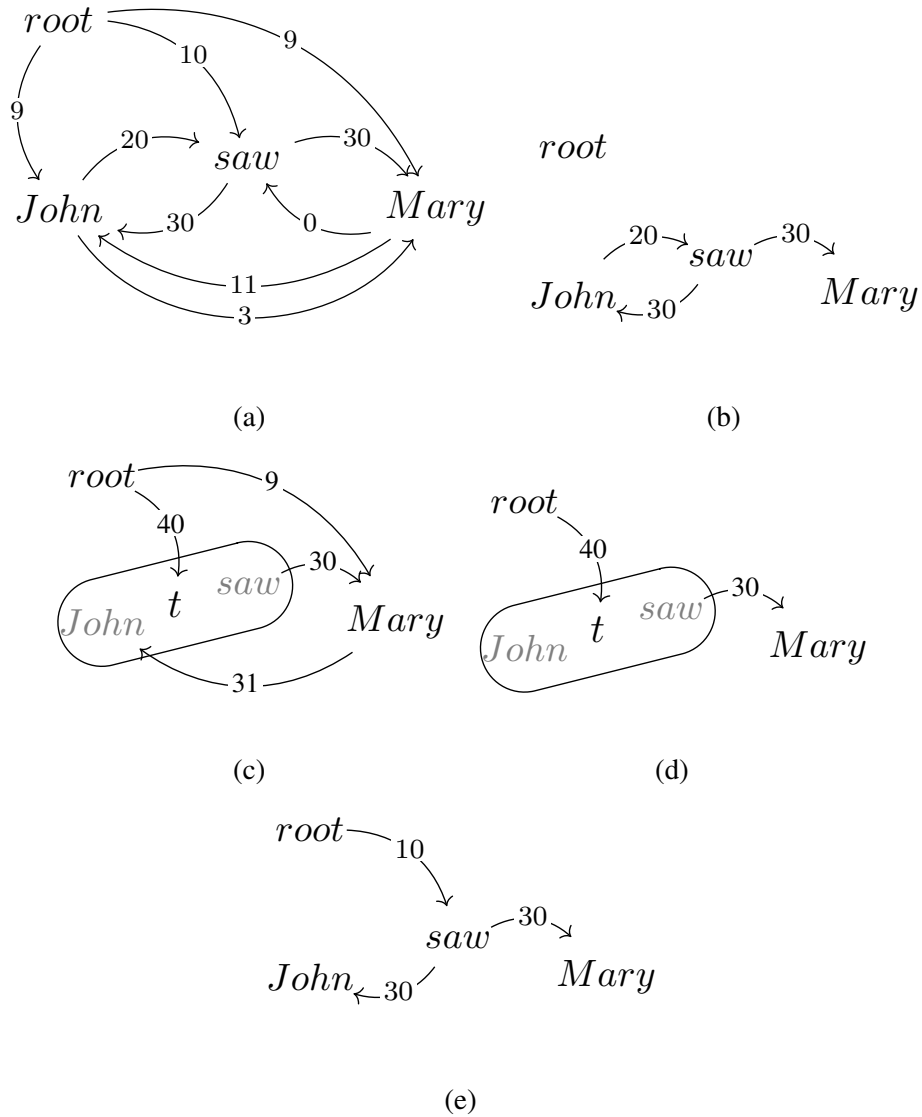 root
9
10
9
20
30
saw
John
Mary
30
0
11
3
(a)
root
20
30
saw
John
Mary
30
(b)
root
9
40
30
saw
t
John
Mary
31
(c)
root
40
30
saw
t
John
Mary
(d)
root
10
30
saw
John
Mary
30
(e)